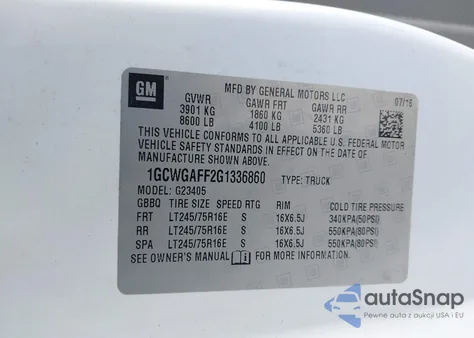 GM
MFD BY GENERAL MOTORS LLC
07/15
GVWR GAWR FRT GAWR RR
3901 KG 1860 KG 2431 KG
8600 LB 4100 LB 5360 LB
THIS VEHICLE CONFORMS TO ALL APPLICABLE U.S. FEDERAL MOTOR
VEHICLE SAFETY STANDARDS IN EFFECT ON THE DATE OF
MANUFACTURE SHOWN ABOVE.
1GCWGAFF2G1336860 TYPE: TRUCK
MODEL: G23405
GBBQ TIRE SIZE SPEED RTG RIM COLD TIRE PRESSURE
FRT LT245/75R16E S 16X6.5J 340KPA(50PSI)
RR LT245/75R16E S 16X6.5J 550KPA(80PSI)
SPA LT245/75R16E S 16X6.5J 550KPA(80PSI)
SEE OWNER'S MANUAL FOR MORE INFORMATION
autoSnap
Pewne auto z aukcji USA i EU